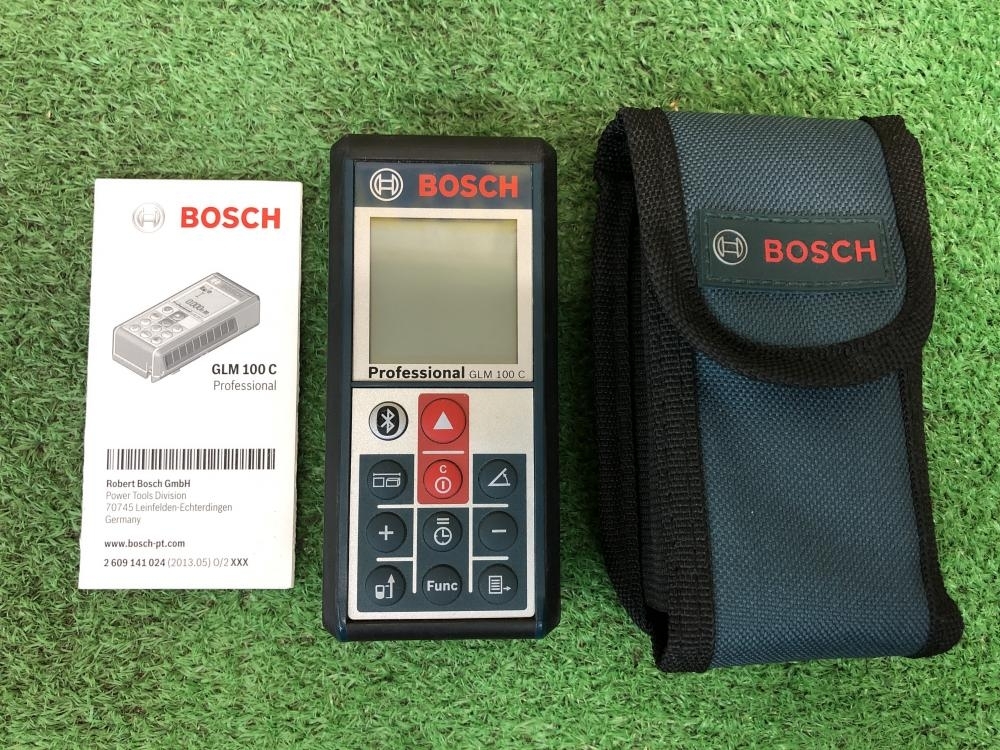 BOSCH
GLM 100 C
Professional
Robert Bosch GmbH
Power Tools Division
70745 Leinfelden-Echterdingen
Germany
www.bosch-pt.com
2 609 141 024 (2013.05) O/2 XXX
BOSCH
Professional GLM 100 C
C
+
−
Func
BOSCH